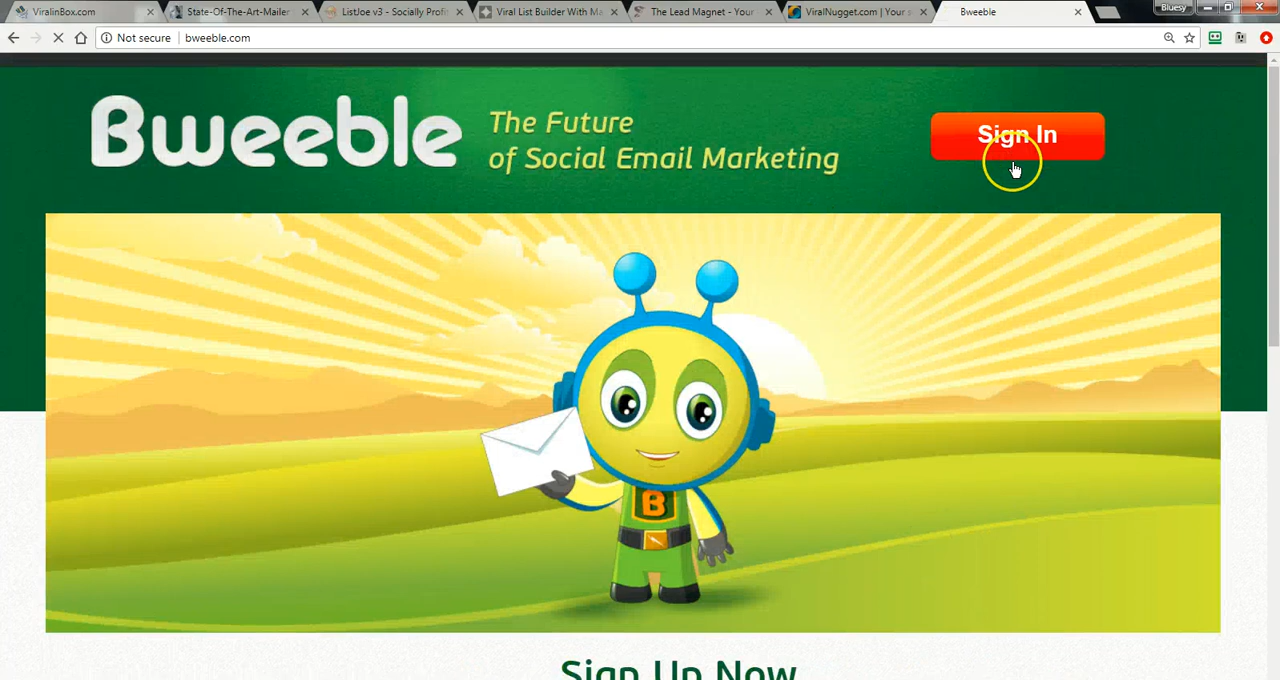 ViralinBox.com
State-Of-The-Art-Mailer
ListJoe v3 - Socially Profi
Viral List Builder With Ma
The Lead Magnet - Your
ViralNugget.com | Your s
Bweeble
Bluesy
Not secure
bweeble.com
Bweeble
The Future
of Social Email Marketing
Sign In
B
Sign Up Now